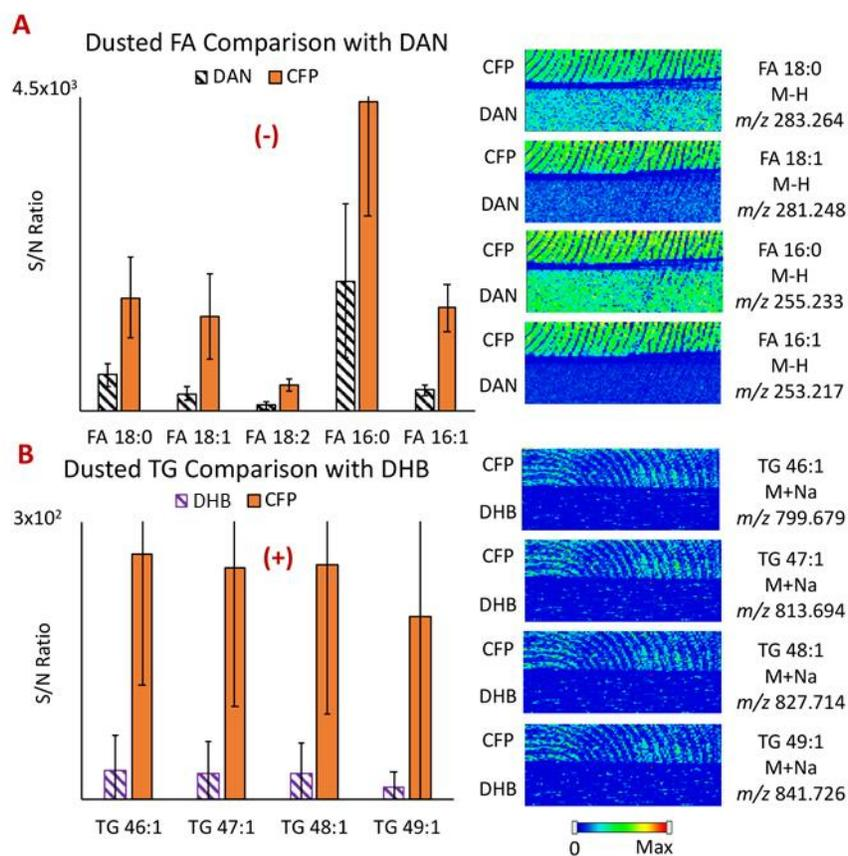 A
Dusted FA Comparison with DAN
DAN CFP
4.5x10³
(-)
S/N Ratio
FA 18:0 FA 18:1 FA 18:2 FA 16:0 FA 16:1
CFP
DAN
FA 18:0
M-H
m/z 283.264
CFP
DAN
FA 18:1
M-H
m/z 281.248
CFP
DAN
FA 16:0
M-H
m/z 255.233
CFP
DAN
FA 16:1
M-H
m/z 253.217
B
Dusted TG Comparison with DHB
DHB CFP
3x10²
(+)
S/N Ratio
TG 46:1 TG 47:1 TG 48:1 TG 49:1
CFP
DHB
TG 46:1
M+Na
m/z 799.679
CFP
DHB
TG 47:1
M+Na
m/z 813.694
CFP
DHB
TG 48:1
M+Na
m/z 827.714
CFP
DHB
TG 49:1
M+Na
m/z 841.726
0 Max